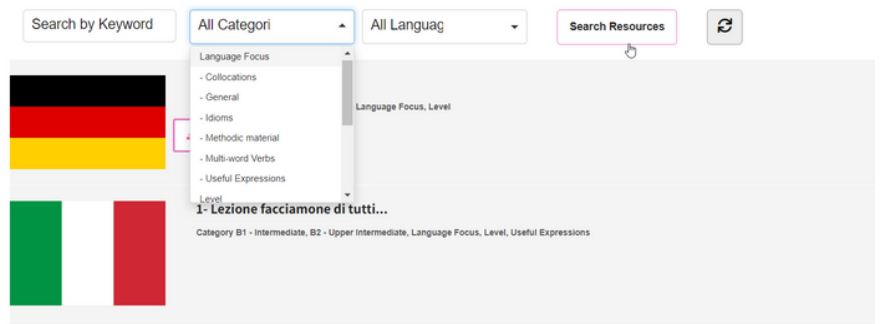 Search by Keyword
All Categori
All Languag
Search Resources
Language Focus
- Collocations
- General
- Idioms
- Methodic material
- Multi-word Verbs
- Useful Expressions
Level
Language Focus, Level
1- Lezione facciamone di tutti...
Category B1 - Intermediate, B2 - Upper Intermediate, Language Focus, Level, Useful Expressions